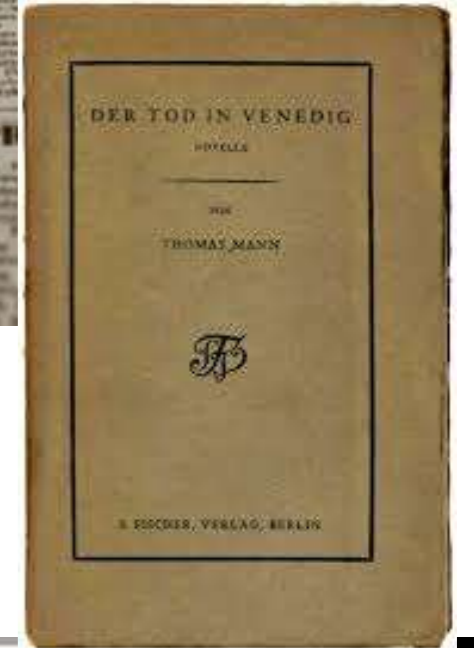 DER TOD IN VENEDIG
NOVELLE
VON
THOMAS MANN
S. FISCHER, VERLAG, BERLIN